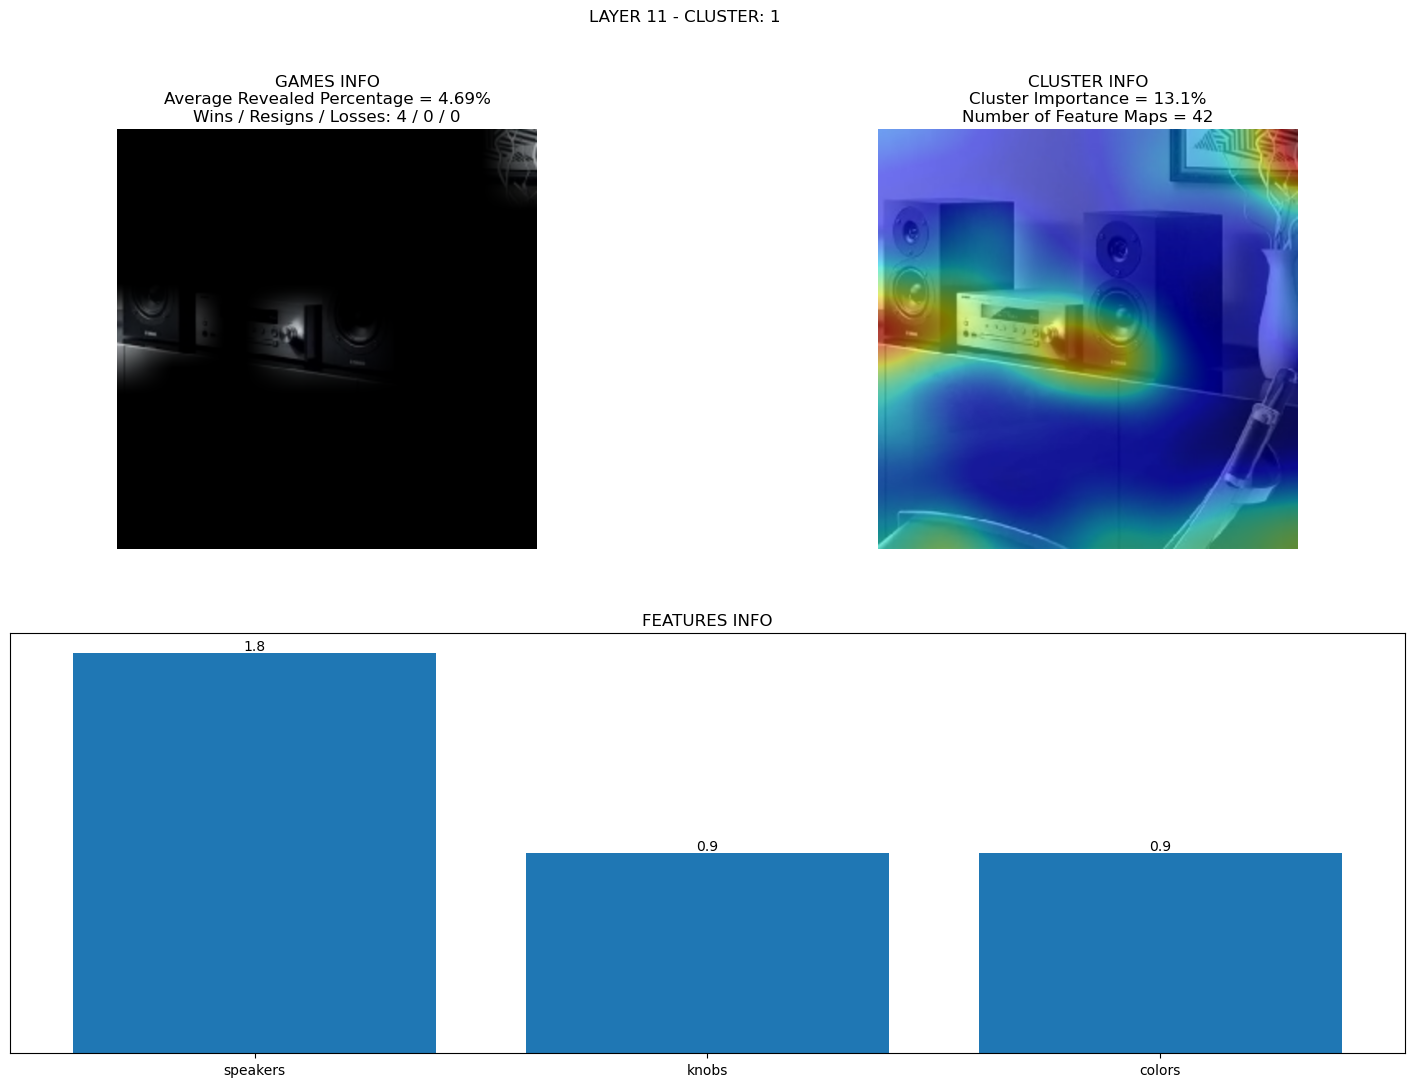 LAYER 11 - CLUSTER: 1
GAMES INFO
Average Revealed Percentage = 4.69%
Wins / Resigns / Losses: 4 / 0 / 0
CLUSTER INFO
Cluster Importance = 13.1%
Number of Feature Maps = 42
FEATURES INFO
1.8
0.9
0.9
speakers
knobs
colors